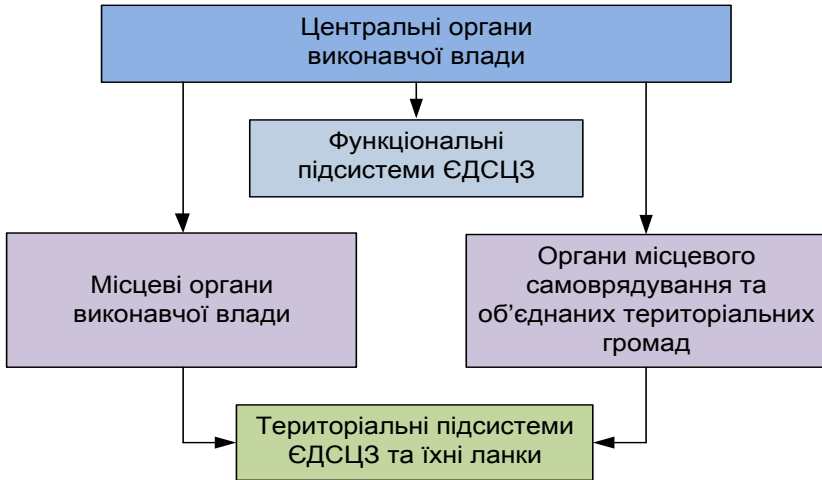 Центральні органи
виконавчої влади
Функціональні
підсистеми ЄДСЦЗ
Місцеві органи
виконавчої влади
Органи місцевого
самоврядування та
об’єднаних територіальних
громад
Територіальні підсистеми
ЄДСЦЗ та їхні ланки